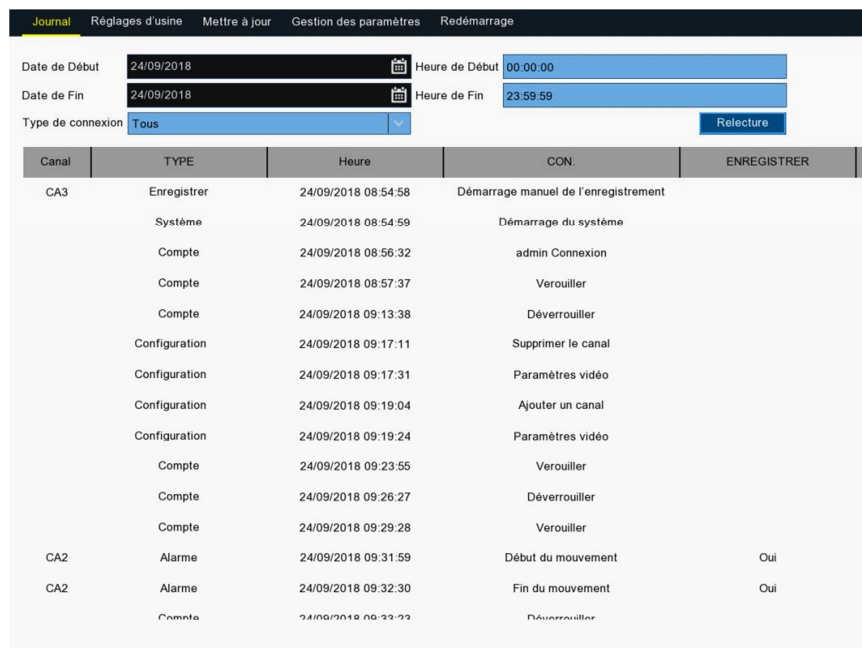 Journal Réglages d'usine Mettre à jour Gestion des paramètres Redémarrage
Date de Début 24/09/2018 Heure de Début 00:00:00
Date de Fin 24/09/2018 Heure de Fin 23:59:59
Type de connexion Tous Relecture
Canal TYPE Heure CON. ENREGISTRER
CA3 Enregistrer 24/09/2018 08:54:58 Démarrage manuel de l'enregistrement
Système 24/09/2018 08:54:59 Démarrage du système
Compte 24/09/2018 08:56:32 admin Connexion
Compte 24/09/2018 08:57:37 Verouiller
Compte 24/09/2018 09:13:38 Déverrouiller
Configuration 24/09/2018 09:17:11 Supprimer le canal
Configuration 24/09/2018 09:17:31 Paramètres vidéo
Configuration 24/09/2018 09:19:04 Ajouter un canal
Configuration 24/09/2018 09:19:24 Paramètres vidéo
Compte 24/09/2018 09:23:55 Verouiller
Compte 24/09/2018 09:26:27 Déverrouiller
Compte 24/09/2018 09:29:28 Verouiller
CA2 Alarme 24/09/2018 09:31:59 Début du mouvement Oui
CA2 Alarme 24/09/2018 09:32:30 Fin du mouvement Oui
Compte 24/09/2018 09:33:23 Déverrouiller